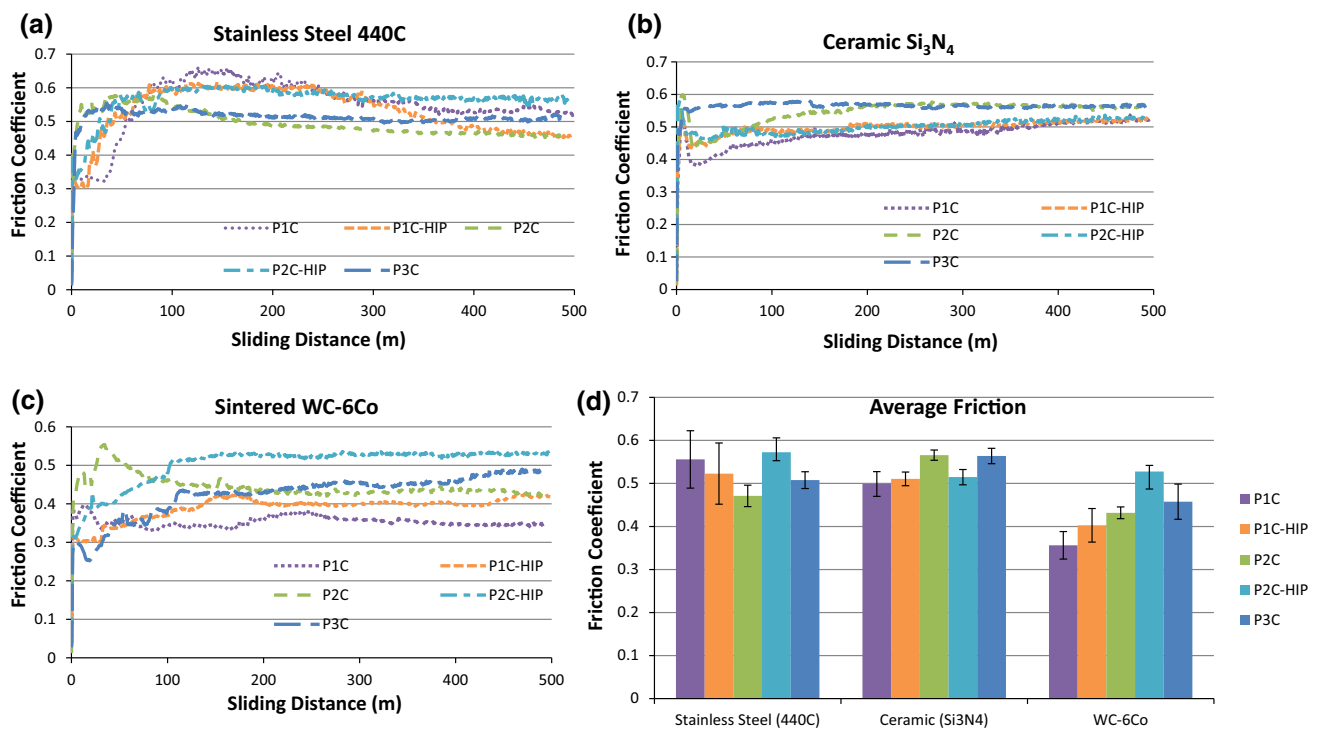 (a)
Stainless Steel 440C
Friction Coefficient
0.7
0.6
0.5
0.4
0.3
0.2
0.1
0
0 100 200 300 400 500
P1C P1C-HIP P2C
P2C-HIP P3C
Sliding Distance (m)
(b)
Ceramic Si₃N₄
Friction Coefficient
0.7
0.6
0.5
0.4
0.3
0.2
0.1
0
0 100 200 300 400 500
P1C P1C-HIP
P2C P2C-HIP
P3C
Sliding Distance (m)
(c)
Sintered WC-6Co
Friction Coefficient
0.6
0.5
0.4
0.3
0.2
0.1
0
0 100 200 300 400 500
P1C P1C-HIP
P2C P2C-HIP
P3C
Sliding Distance (m)
(d)
Average Friction
Friction Coeefficient
0.7
0.6
0.5
0.4
0.3
0.2
0.1
0
Stainless Steel (440C) Ceramic (Si3N4) WC-6Co
P1C
P1C-HIP
P2C
P2C-HIP
P3C